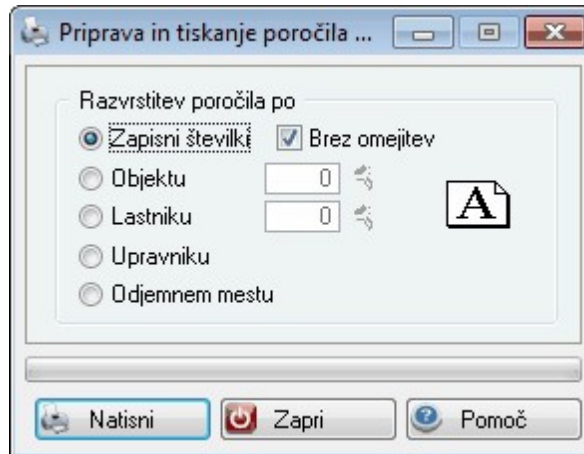 Priprava in tiskanje poročila ...
Razvrstitev poročila po
Zapisni številki Brez omejitev
Objektu 0
Lastniku 0
A
Upravniku
Odjemnem mestu
Natisni Zapri Pomoč